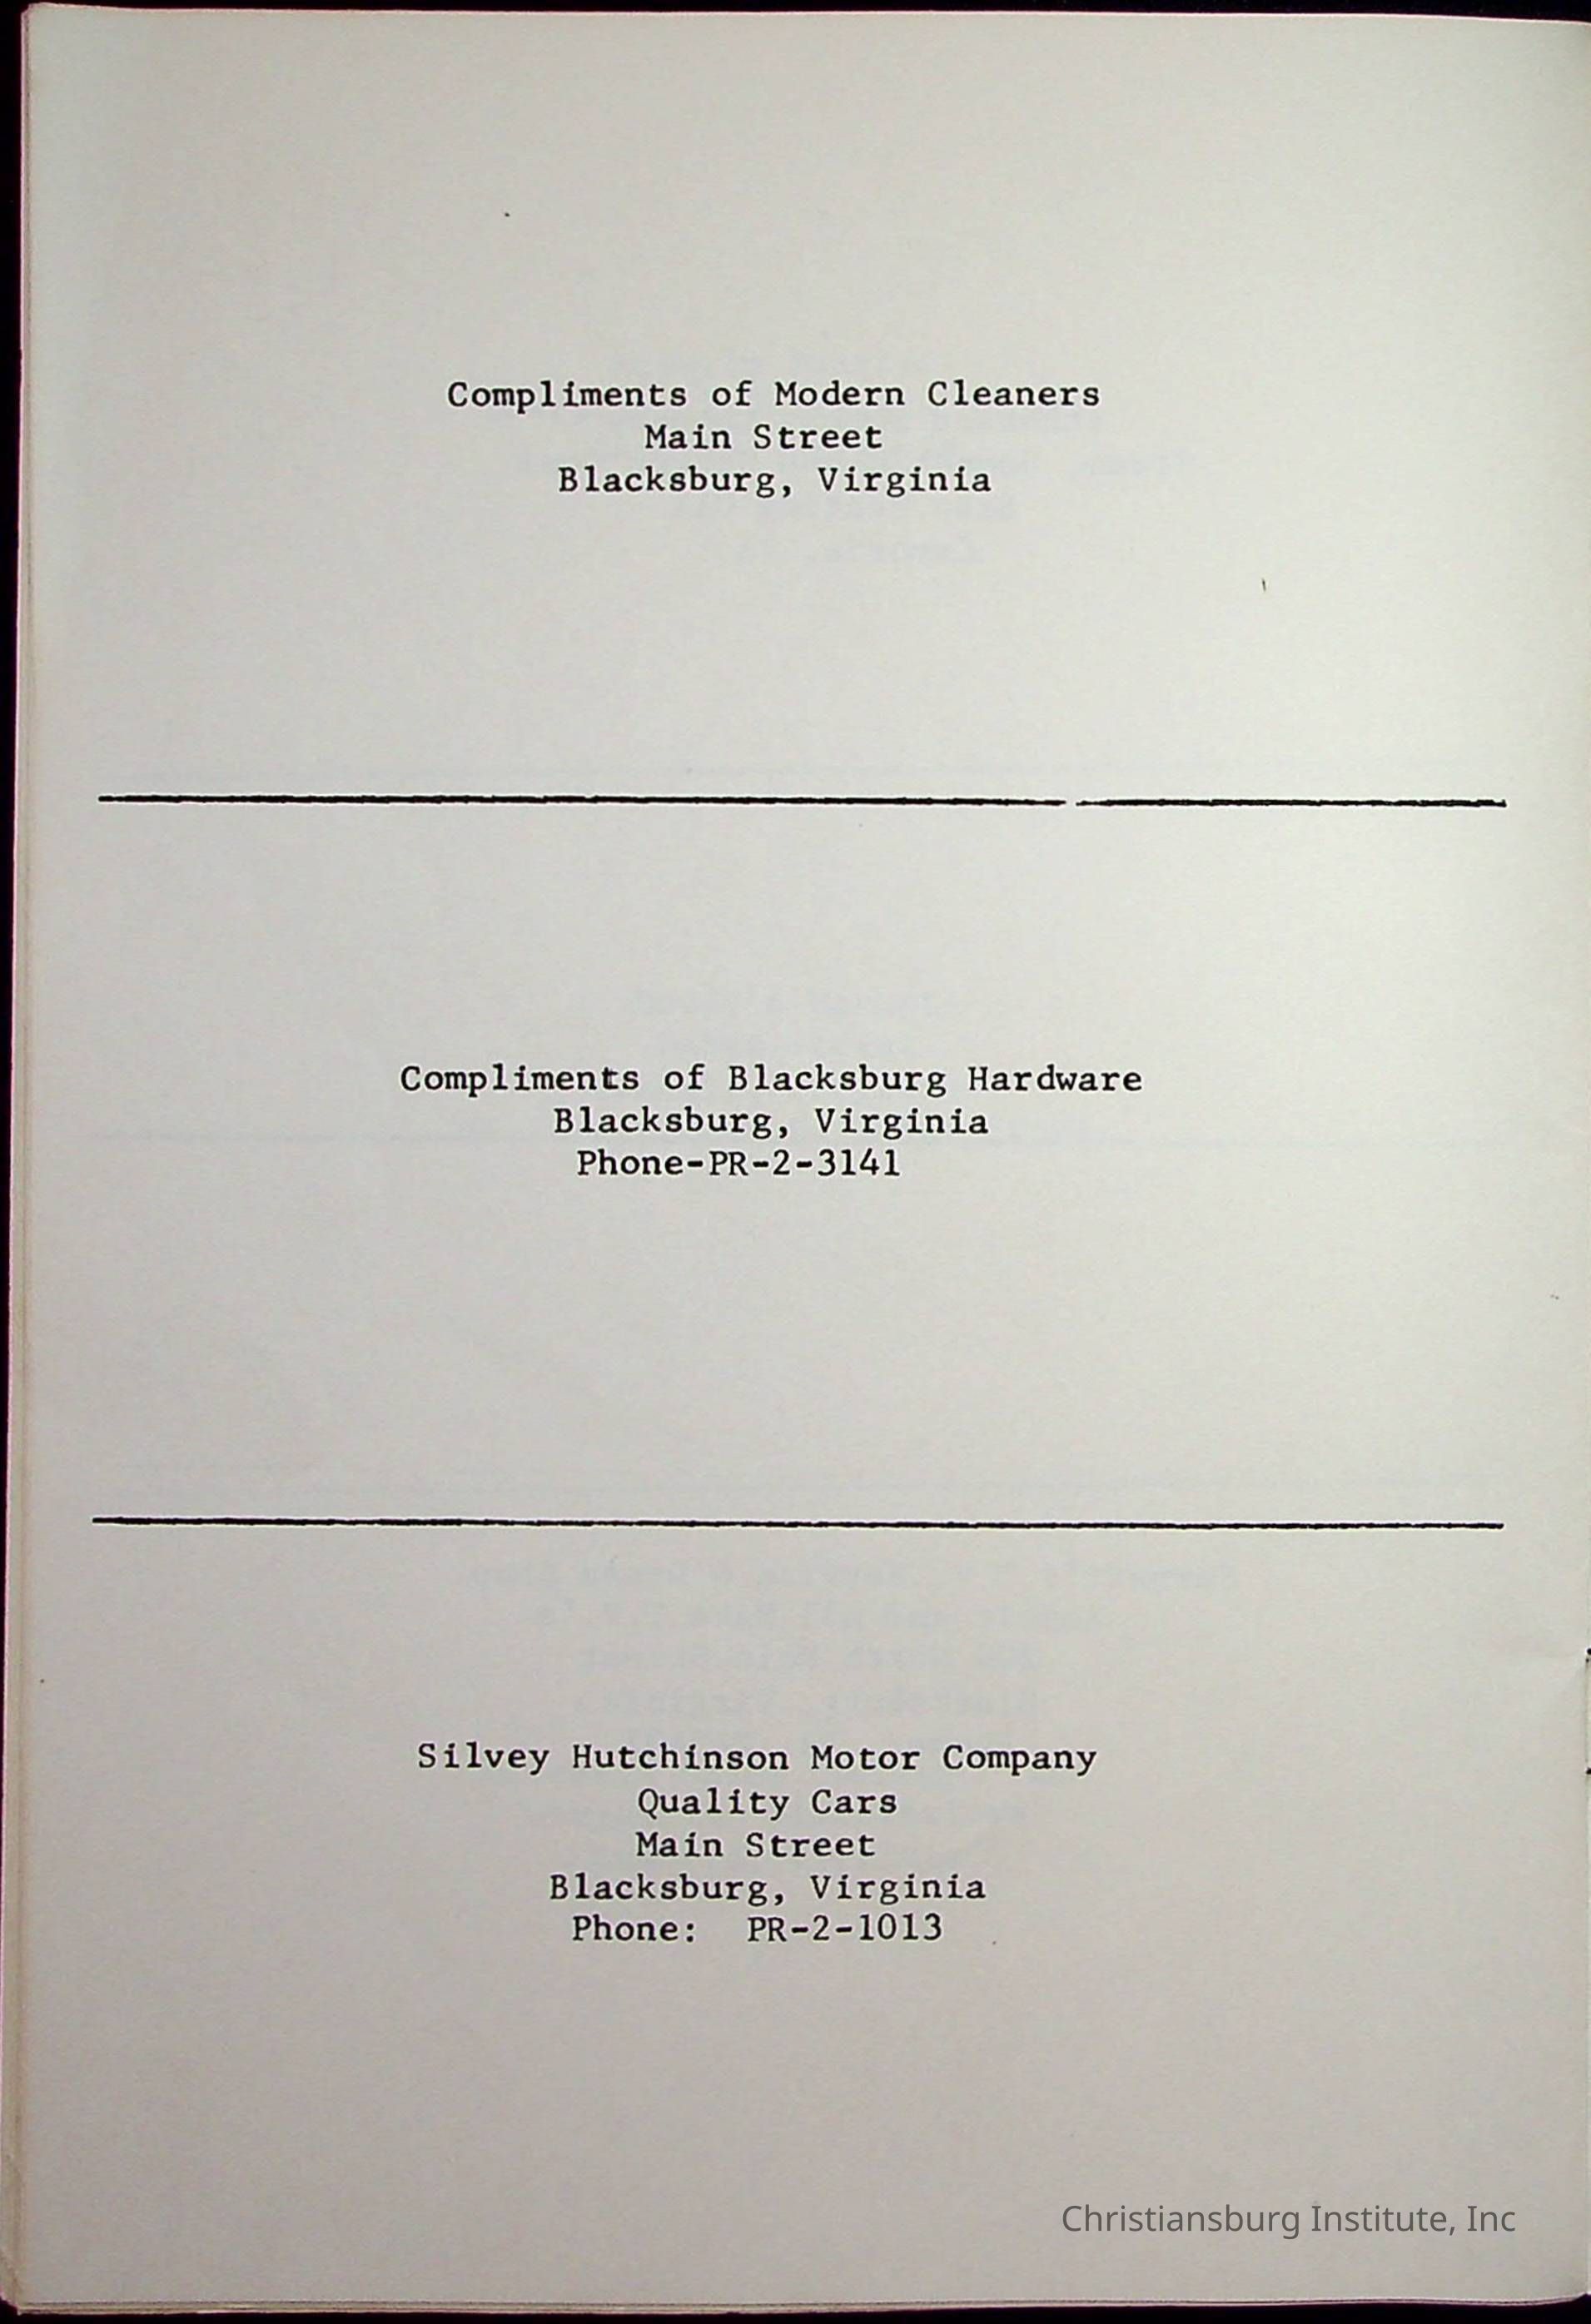 Compliments of Modern Cleaners
Main Street
Blacksburg, Virginia
Compliments of Blacksburg Hardware
Blacksburg, Virginia
Phone-PR-2-3141
Silvey Hutchinson Motor Company
Quality Cars
Main Street
Blacksburg, Virginia
Phone: PR-2-1013
Christiansburg Institute, Inc